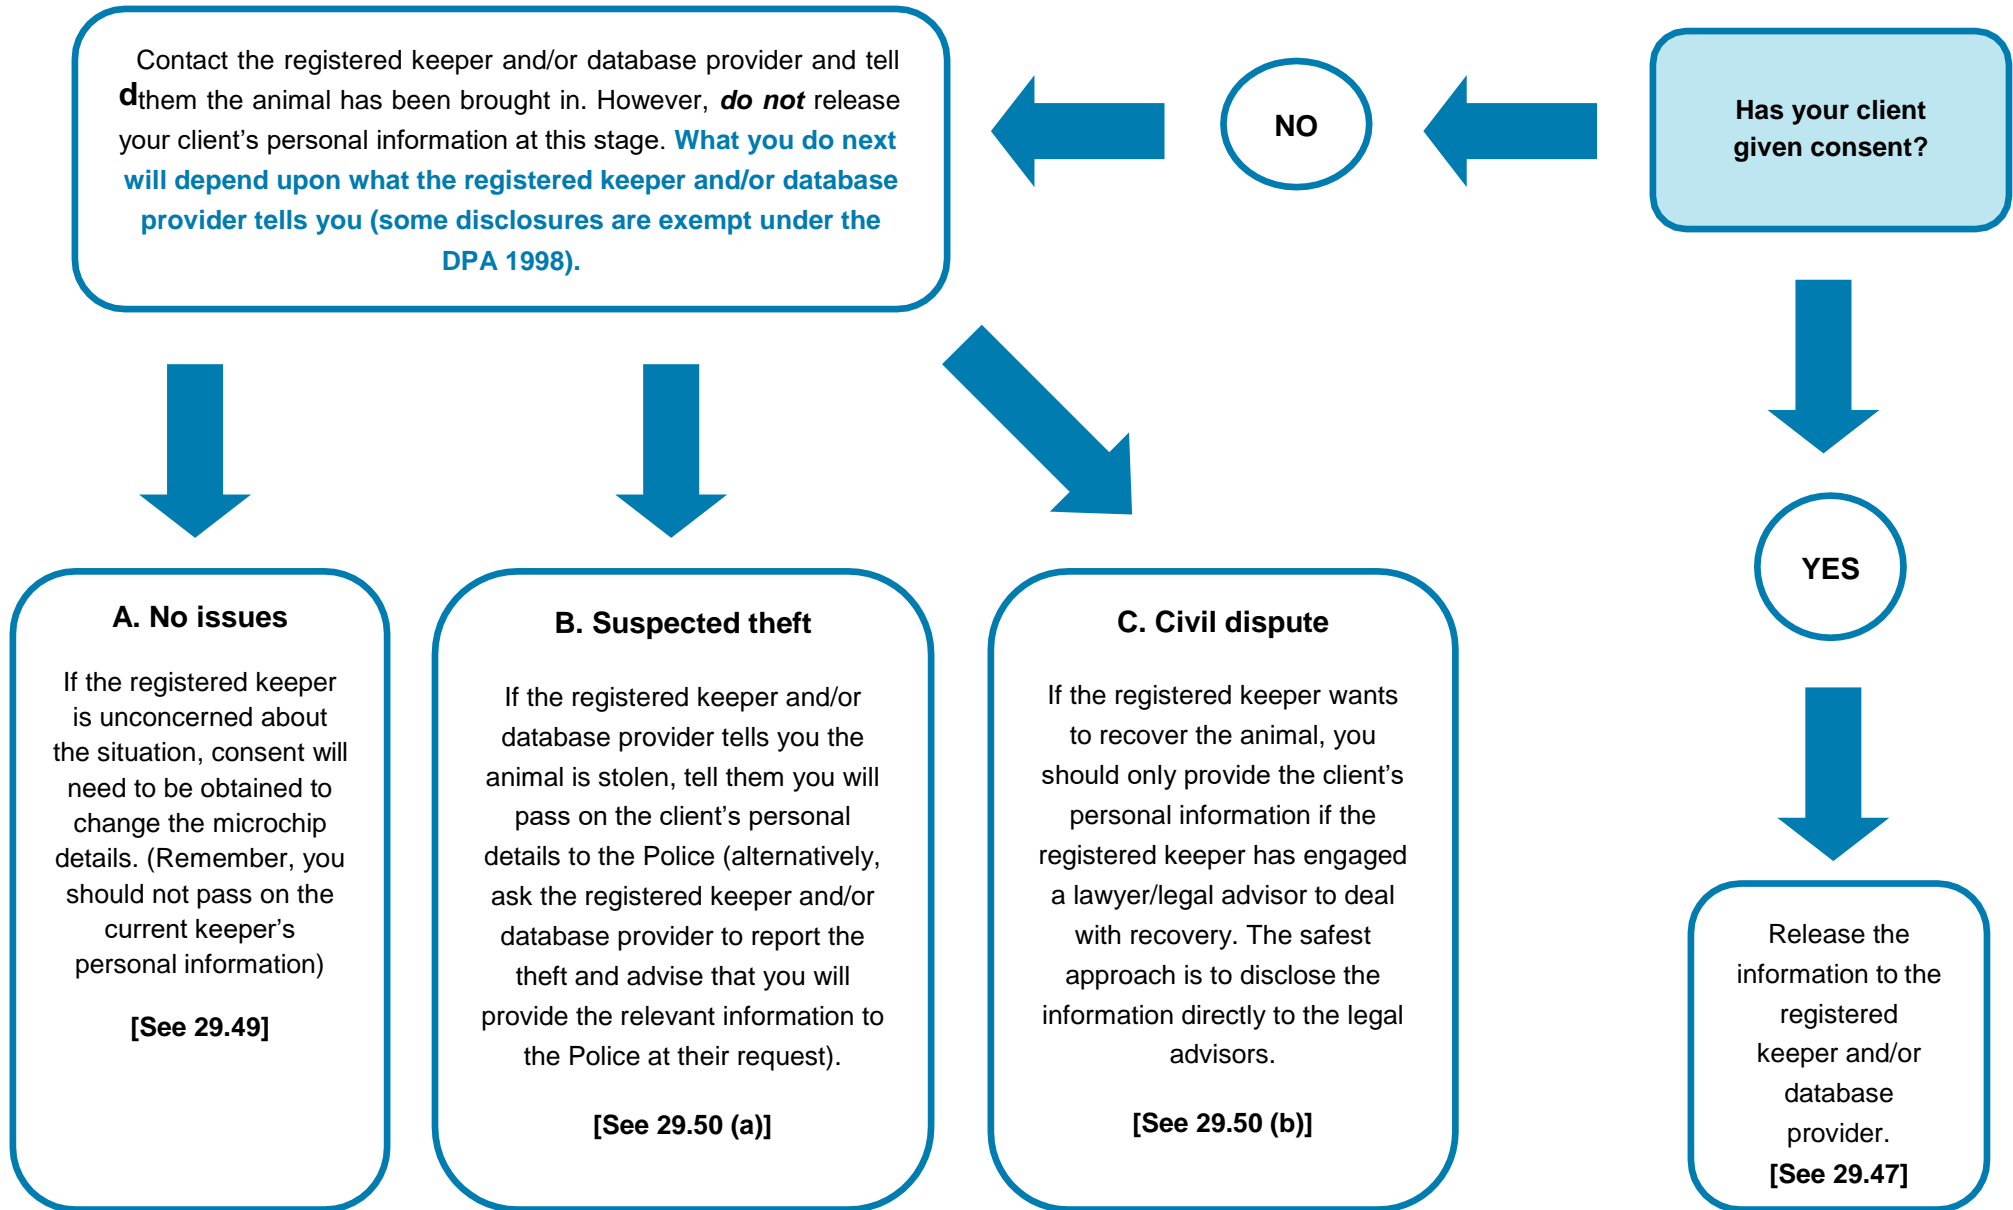 Contact the registered keeper and/or database provider and tell
dthem the animal has been brought in. However, do not release
your client's personal information at this stage. What you do next
will depend upon what the registered keeper and/or database
provider tells you (some disclosures are exempt under the
DPA 1998).
NO
Has your client
given consent?
YES
A. No issues
If the registered keeper
is unconcerned about
the situation, consent will
need to be obtained to
change the microchip
details. (Remember, you
should not pass on the
current keeper's
personal information)
[See 29.49]
B. Suspected theft
If the registered keeper and/or
database provider tells you the
animal is stolen, tell them you will
pass on the client's personal
details to the Police (alternatively,
ask the registered keeper and/or
database provider to report the
theft and advise that you will
provide the relevant information to
the Police at their request).
[See 29.50 (a)]
C. Civil dispute
If the registered keeper wants
to recover the animal, you
should only provide the client's
personal information if the
registered keeper has engaged
a lawyer/legal advisor to deal
with recovery. The safest
approach is to disclose the
information directly to the legal
advisors.
[See 29.50 (b)]
Release the
information to the
registered
keeper and/or
database
provider.
[See 29.47]